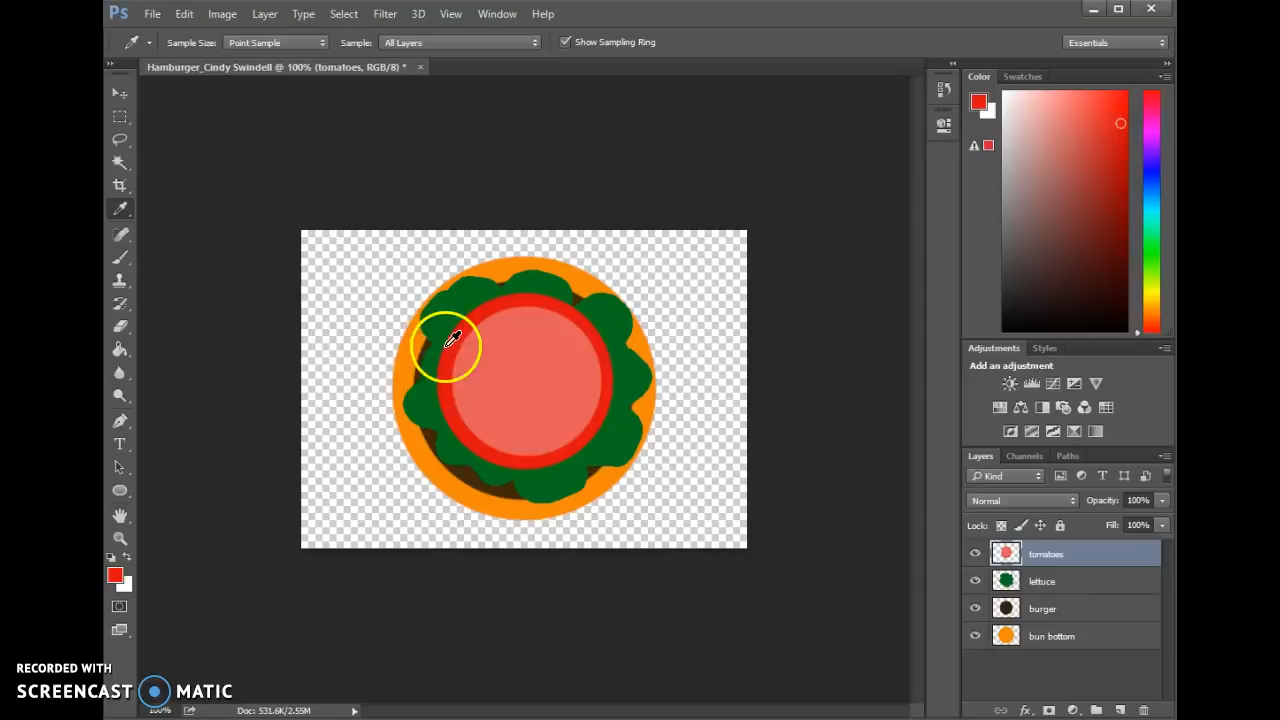 Ps File Edit Image Layer Type Select Filter 3D View Window Help
Sample Size: Point Sample Sample: All Layers Show Sampling Ring Essentials
Hamburger_Cindy Swindell @ 100% (tomatoes, RGB/8) * ×
Color Swatches
Adjustments Styles
Add an adjustment
Layers Channels Paths
Kind
Normal Opacity: 100%
Lock: Fill: 100%
tomatoes
lettuce
burger
bun bottom
RECORDED WITH
SCREENCAST MATIC
100% Doc: 531.6K/2.55M